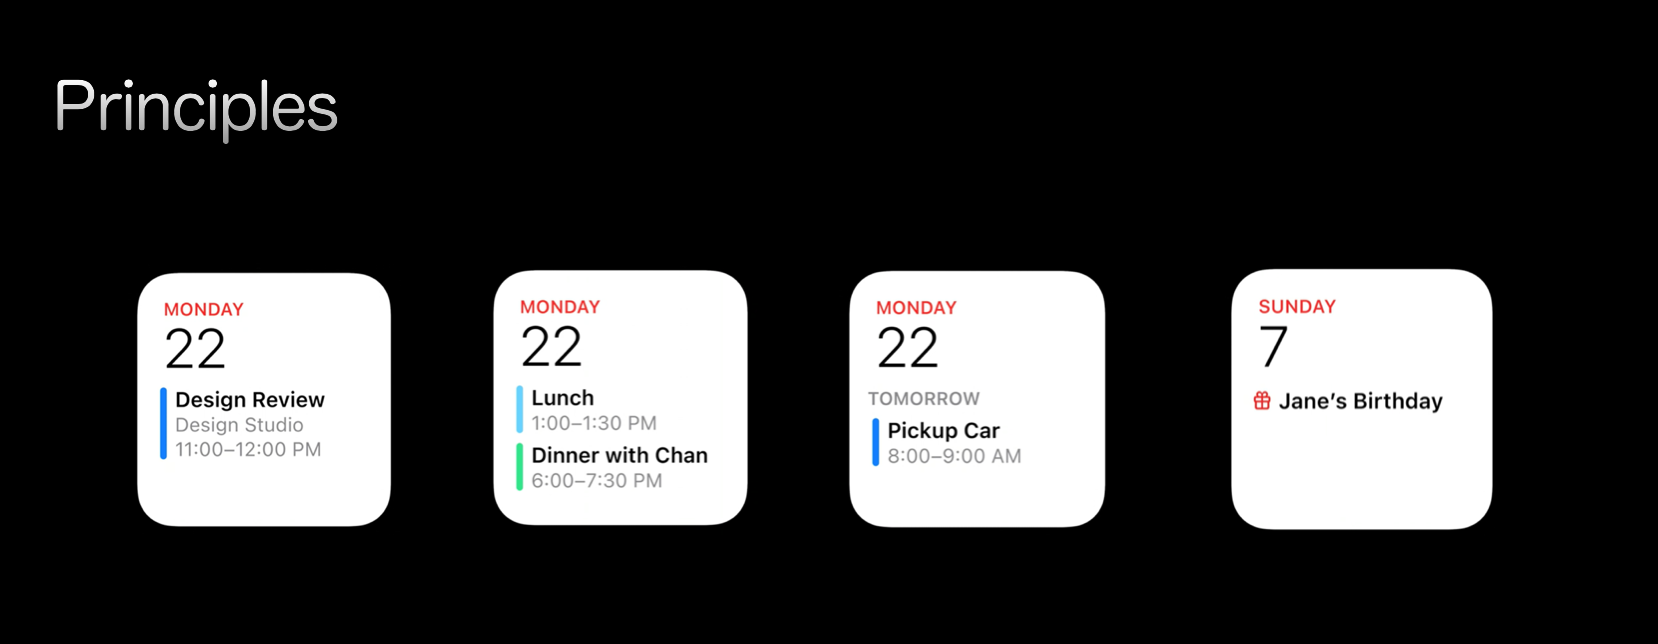 Principles
MONDAY
22
Design Review
Design Studio
11:00–12:00 PM
MONDAY
22
Lunch
1:00–1:30 PM
Dinner with Chan
6:00–7:30 PM
MONDAY
22
TOMORROW
Pickup Car
8:00–9:00 AM
SUNDAY
7
Jane’s Birthday